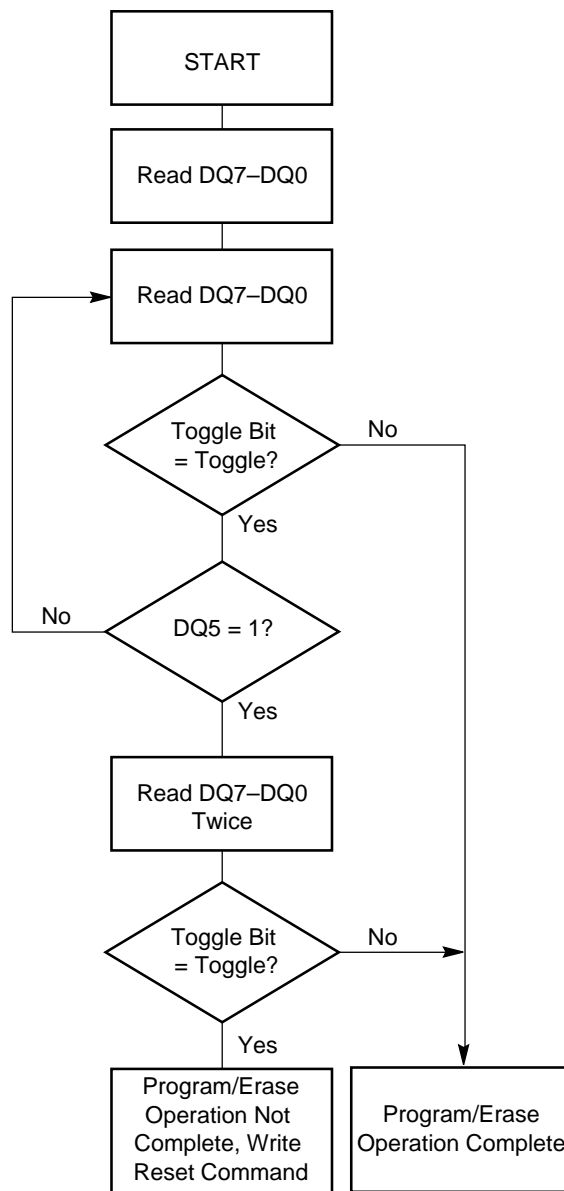 START
Read DQ7–DQ0
Read DQ7–DQ0
Toggle Bit
= Toggle?
No
Yes
No
DQ5 = 1?
Yes
Read DQ7–DQ0
Twice
Toggle Bit
= Toggle?
No
Yes
Program/Erase
Operation Not
Complete, Write
Reset Command
Program/Erase
Operation Complete